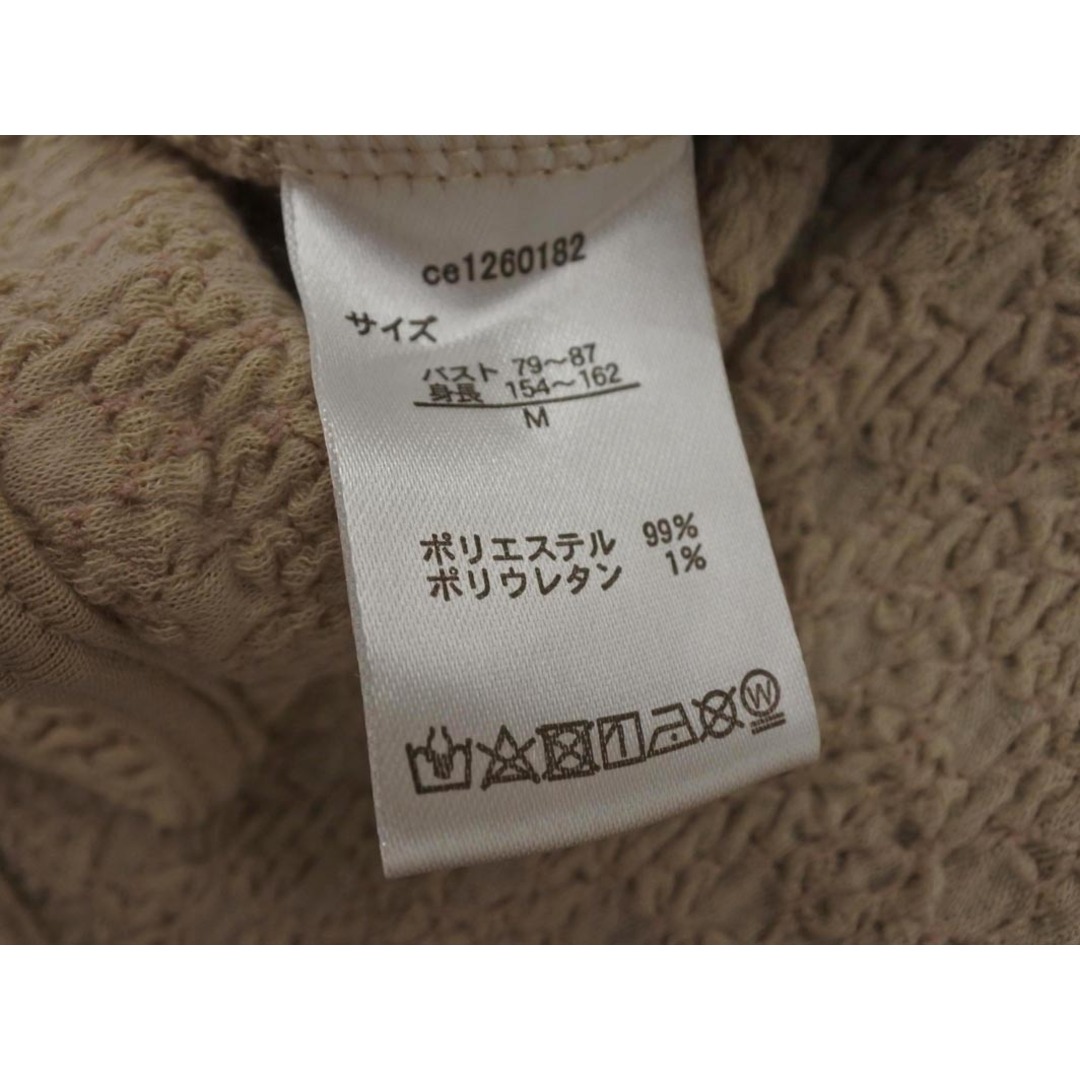 ce1260182
サイズ
バスト 79～87
身長 154～162
M
ポリエステル 99%
ポリウレタン 1%
W